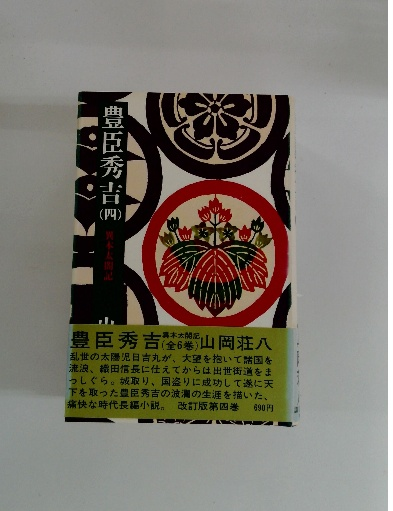 豊臣秀吉
(四)
異本太閤記
山
豊臣秀吉 異本太閤記 (全6巻) 山岡荘八
乱世の太陽児日吉丸が、大望を抱いて諸国を
流浪、織田信長に仕えてからは出世街道をま
っしぐら。城取り、国盗りに成功して遂に天
下を取った豊臣秀吉の波瀾の生涯を描いた、
痛快な時代長編小説。 改訂版第四巻 690円